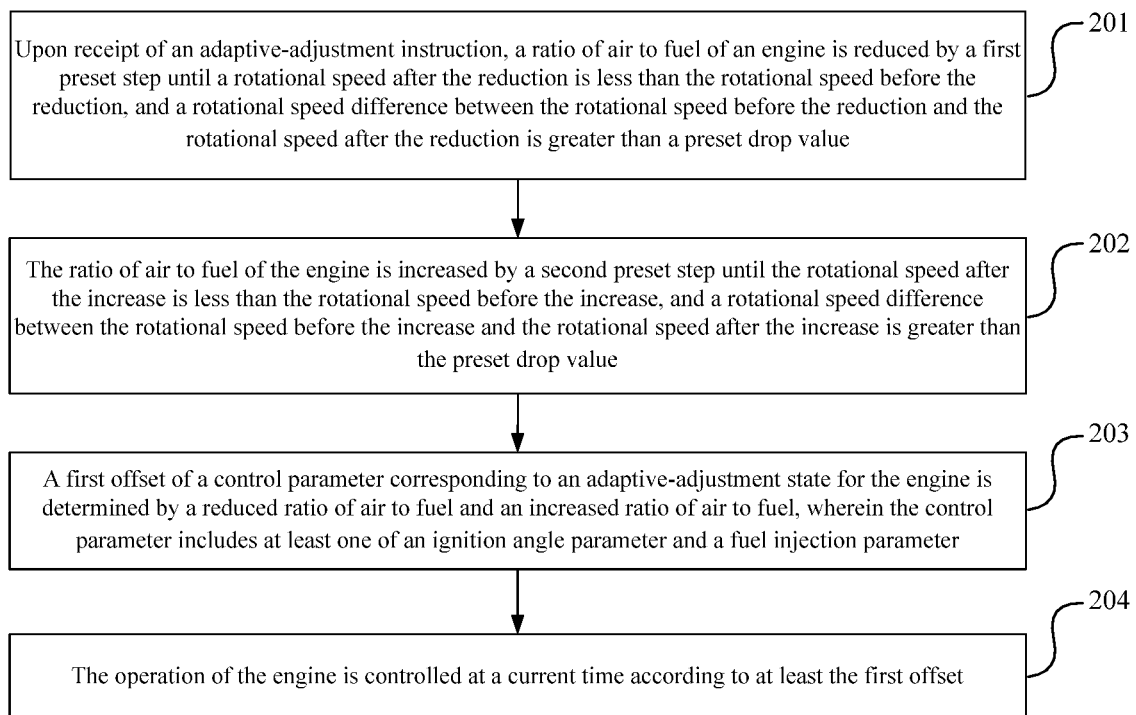 201
Upon receipt of an adaptive-adjustment instruction, a ratio of air to fuel of an engine is reduced by a first
preset step until a rotational speed after the reduction is less than the rotational speed before the
reduction, and a rotational speed difference between the rotational speed before the reduction and the
rotational speed after the reduction is greater than a preset drop value
202
The ratio of air to fuel of the engine is increased by a second preset step until the rotational speed after
the increase is less than the rotational speed before the increase, and a rotational speed difference
between the rotational speed before the increase and the rotational speed after the increase is greater than
the preset drop value
203
A first offset of a control parameter corresponding to an adaptive-adjustment state for the engine is
determined by a reduced ratio of air to fuel and an increased ratio of air to fuel, wherein the control
parameter includes at least one of an ignition angle parameter and a fuel injection parameter
204
The operation of the engine is controlled at a current time according to at least the first offset